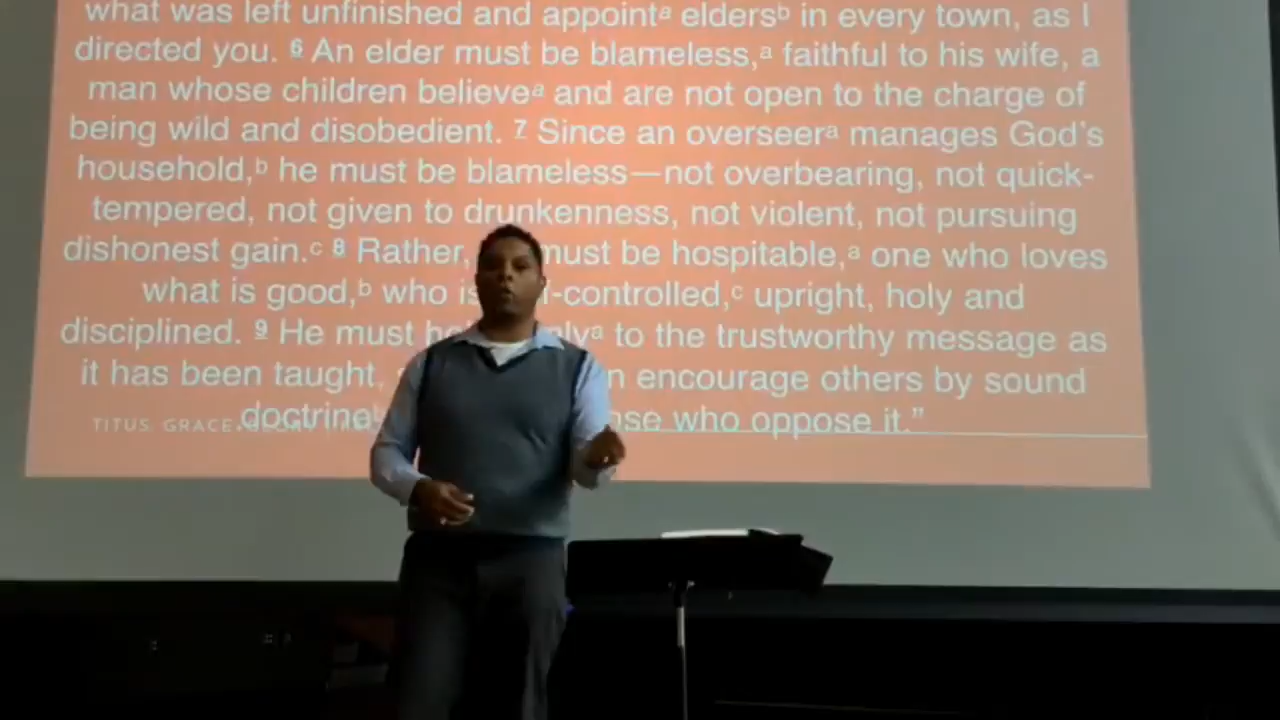 what was left unfinished and appointᵃ eldersᵇ in every town, as I
directed you. 6 An elder must be blameless,ᵃ faithful to his wife, a
man whose children believeᵃ and are not open to the charge of
being wild and disobedient. 7 Since an overseerᵃ manages God's
household,ᵇ he must be blameless—not overbearing, not quick-
tempered, not given to drunkenness, not violent, not pursuing
dishonest gain.ᶜ 8 Rather, must be hospitable,ᵃ one who loves
what is good,ᵇ who is -controlled,ᶜ upright, holy and
disciplined. 9 He must ᵃ to the trustworthy message as
it has been taught, encourage others by sound
doctrine who oppose it.”
TITUS GRACE